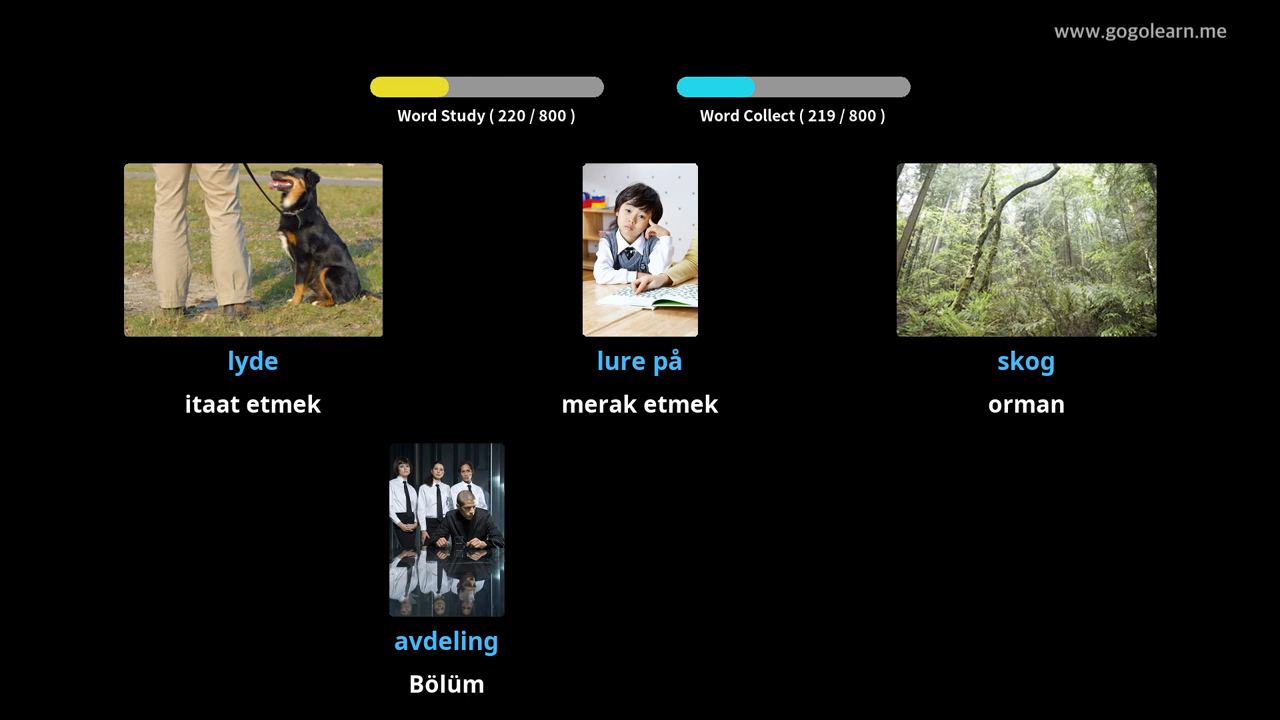 www.gogolearn.me
Word Study ( 220 / 800 )
Word Collect ( 219 / 800 )
lyde
lure på
skog
itaat etmek
merak etmek
orman
avdeling
Bölüm